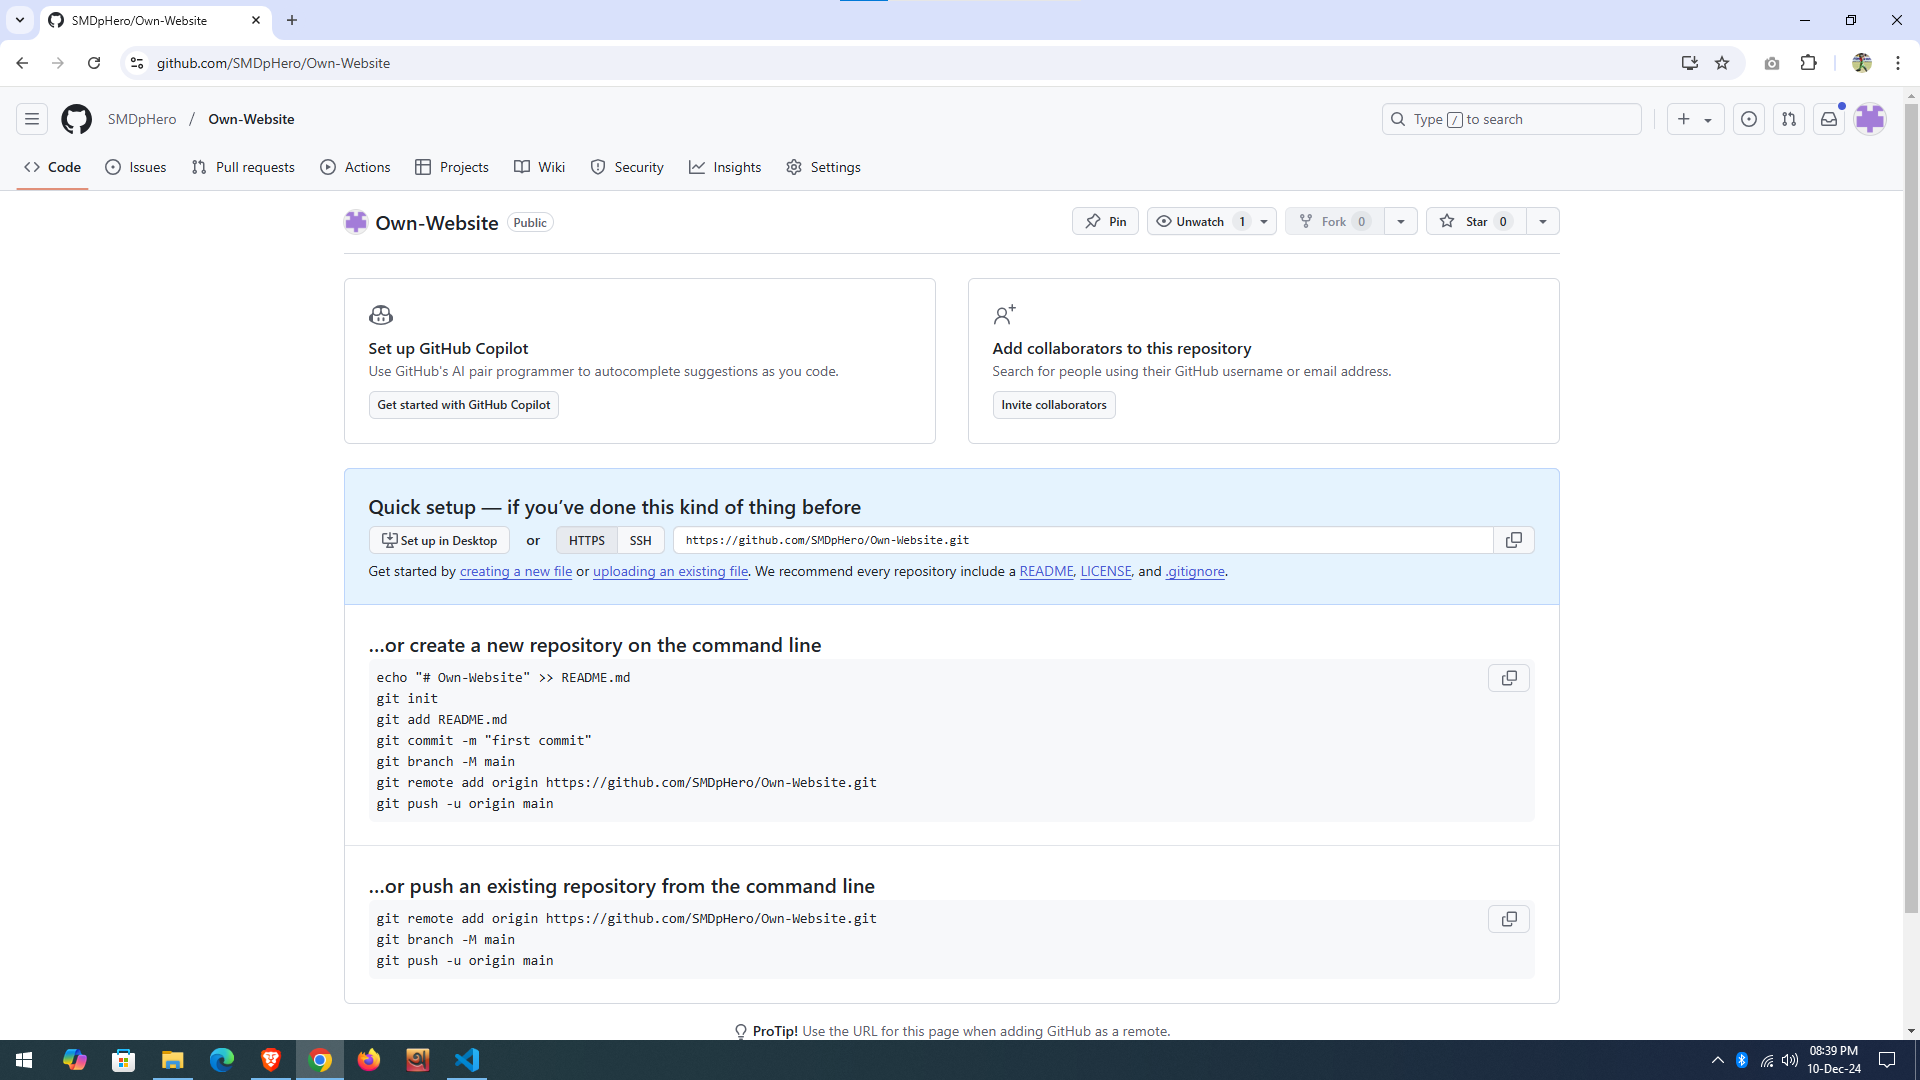 SMDpHero/Own-Website
github.com/SMDpHero/Own-Website
SMDpHero / Own-Website
Type / to search
Code Issues Pull requests Actions Projects Wiki Security Insights Settings
Own-Website Public
Pin Unwatch 1 Fork 0 Star 0
Set up GitHub Copilot
Use GitHub's AI pair programmer to autocomplete suggestions as you code.
Get started with GitHub Copilot
Add collaborators to this repository
Search for people using their GitHub username or email address.
Invite collaborators
Quick setup — if you’ve done this kind of thing before
Set up in Desktop or HTTPS SSH https://github.com/SMDpHero/Own-Website.git
Get started by creating a new file or uploading an existing file. We recommend every repository include a README, LICENSE, and .gitignore.
…or create a new repository on the command line
echo "# Own-Website" >> README.md
git init
git add README.md
git commit -m "first commit"
git branch -M main
git remote add origin https://github.com/SMDpHero/Own-Website.git
git push -u origin main
…or push an existing repository from the command line
git remote add origin https://github.com/SMDpHero/Own-Website.git
git branch -M main
git push -u origin main
ProTip! Use the URL for this page when adding GitHub as a remote.
08:39 PM
10-Dec-24